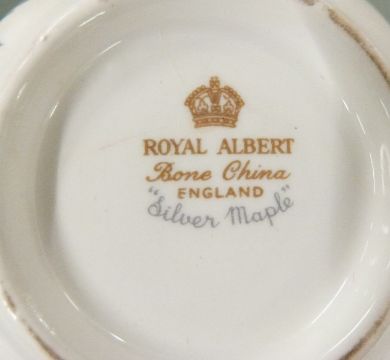 ROYAL ALBERT
Bone China
ENGLAND
"Silver Maple"